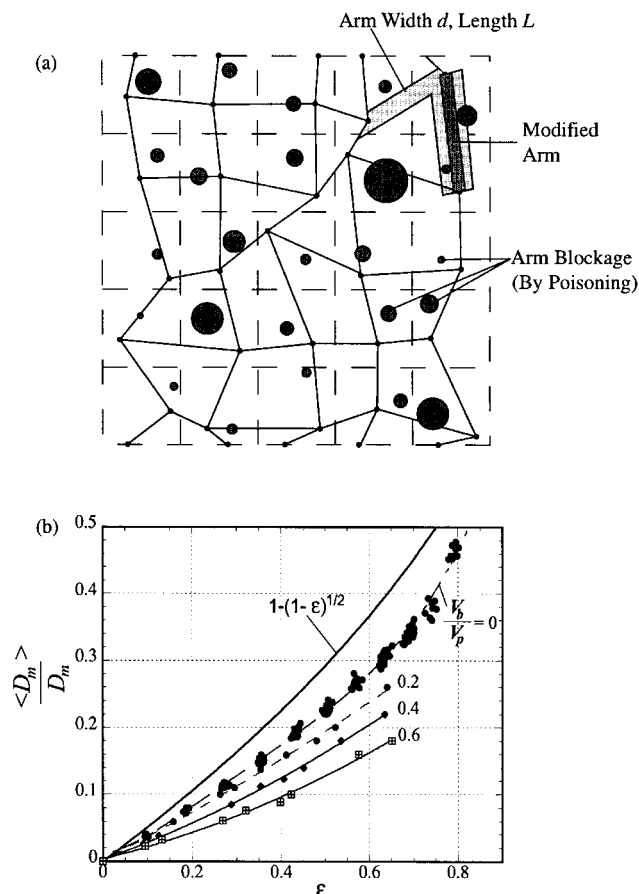 Arm Width d, Length L
(a)
Modified
Arm
Arm Blockage
(By Poisoning)
(b)
0.5
0.4
0.3
0.2
0.1
0
<D_m>
D_m
1-(1- ε)^{1/2}
V_b
V_p
= 0
0.2
0.4
0.6
0
0.2
0.4
0.6
0.8
ε